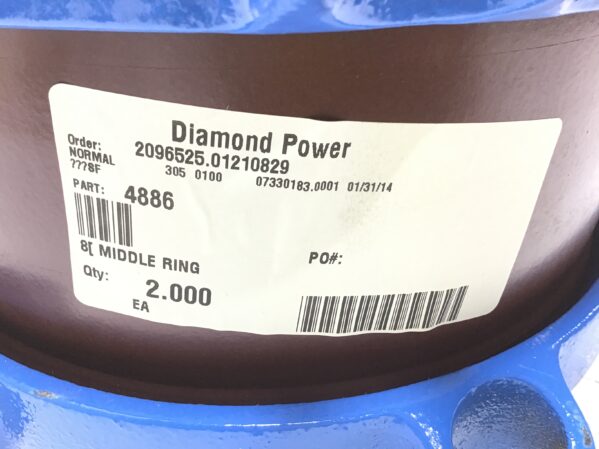 Diamond Power
Order: 2096525.01210829
NORMAL 305 0100 07330183.0001 01/31/14
???8F
PART: 4886
8[ MIDDLE RING
PO#:
Qty: 2.000
EA